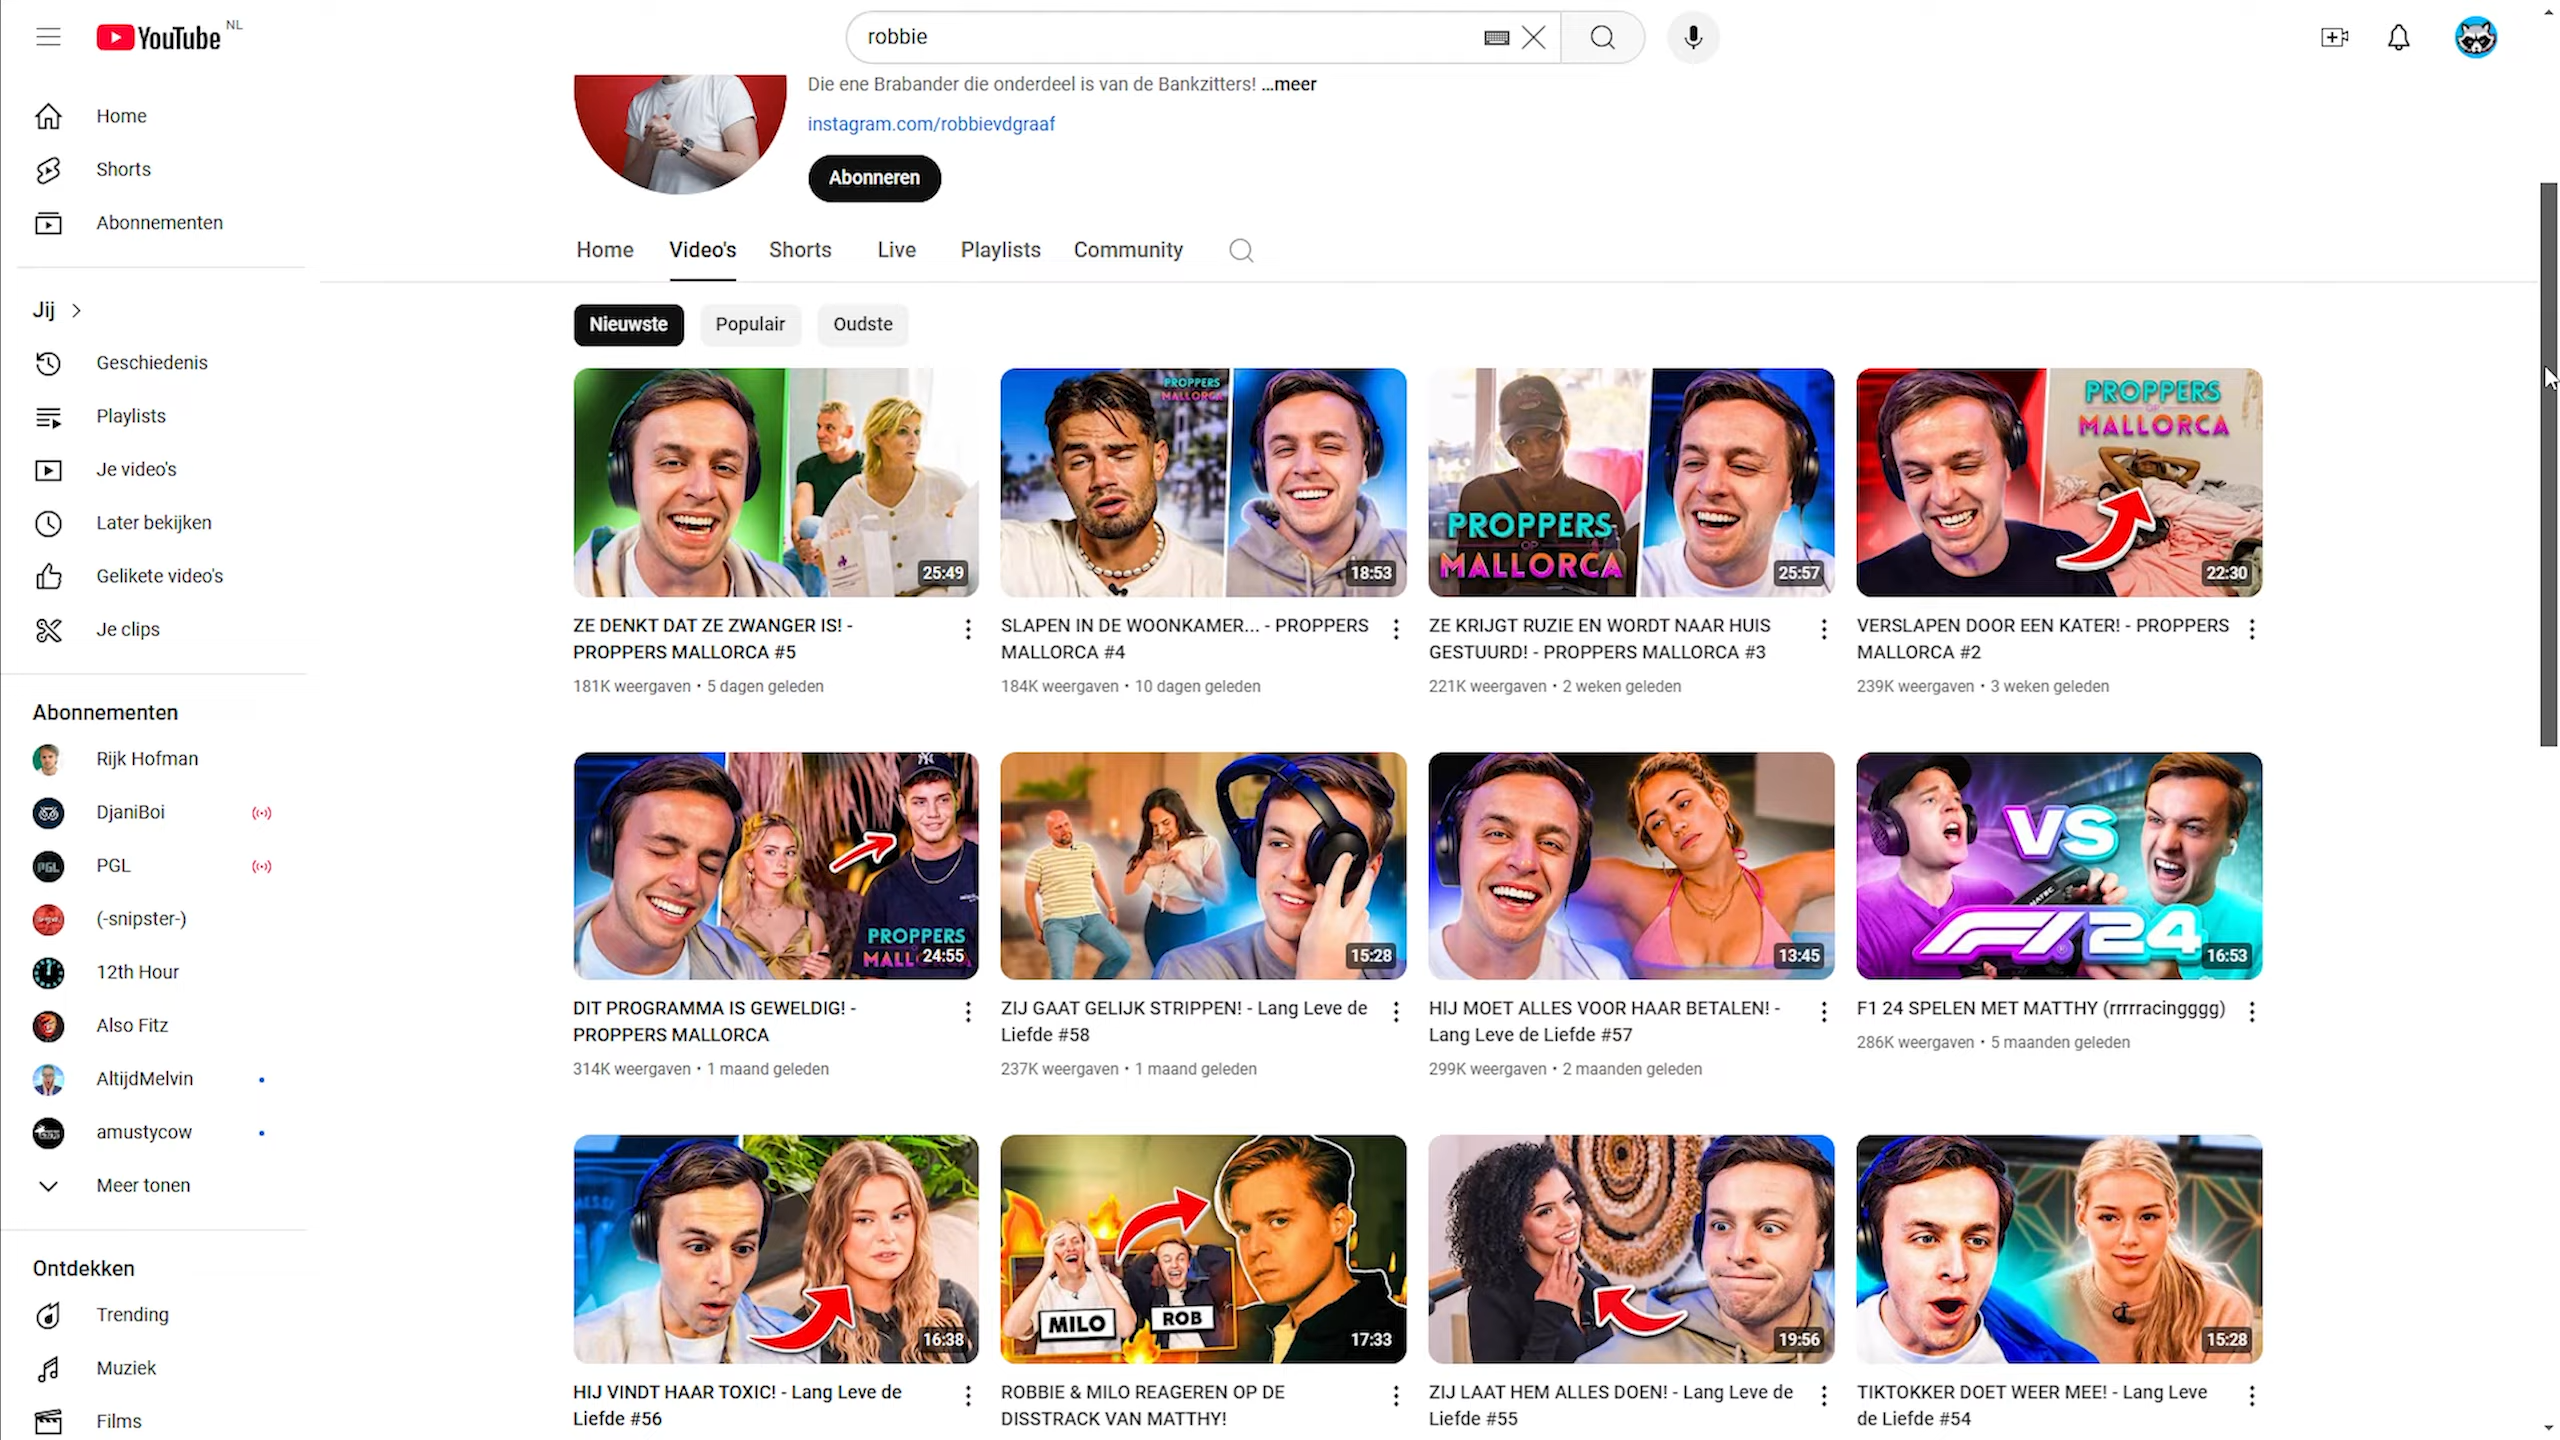 YouTube NL
robbie
Die ene Brabander die onderdeel is van de Bankzitters! ...meer
instagram.com/robbievdgraaf
Abonneren
Home Video's Shorts Live Playlists Community
Nieuwste Populair Oudste
Home
Shorts
Abonnementen
Jij
Geschiedenis
Playlists
Je video's
Later bekijken
Gelikete video's
Je clips
Abonnementen
Rijk Hofman
DjaniBoi
PGL
PGL
(-snipster-)
12th Hour
Also Fitz
AltijdMelvin
amustycow
Meer tonen
Ontdekken
Trending
Muziek
Films
25:49
ZE DENKT DAT ZE ZWANGER IS! -
PROPPERS MALLORCA #5
181K weergaven • 5 dagen geleden
PROPPERS
MALLORCA
18:53
SLAPEN IN DE WOONKAMER... - PROPPERS
MALLORCA #4
184K weergaven • 10 dagen geleden
PROPPERS
OP
MALLORCA
25:57
ZE KRIJGT RUZIE EN WORDT NAAR HUIS
GESTUURD! - PROPPERS MALLORCA #3
221K weergaven • 2 weken geleden
PROPPERS
OP
MALLORCA
22:30
VERSLAPEN DOOR EEN KATER! - PROPPERS
MALLORCA #2
239K weergaven • 3 weken geleden
NY
PROPPERS
24:55
DIT PROGRAMMA IS GEWELDIG! -
PROPPERS MALLORCA
314K weergaven • 1 maand geleden
15:28
ZIJ GAAT GELIJK STRIPPEN! - Lang Leve de
Liefde #58
237K weergaven • 1 maand geleden
13:45
HIJ MOET ALLES VOOR HAAR BETALEN! -
Lang Leve de Liefde #57
299K weergaven • 2 maanden geleden
VS
F1 24
16:53
F1 24 SPELEN MET MATTHY (rrrrracingggg)
286K weergaven • 5 maanden geleden
16:38
HIJ VINDT HAAR TOXIC! - Lang Leve de
Liefde #56
MILO
ROB
17:33
ROBBIE & MILO REAGEREN OP DE
DISSTRACK VAN MATTHY!
19:56
ZIJ LAAT HEM ALLES DOEN! - Lang Leve de
Liefde #55
15:28
TIKTOKKER DOET WEER MEE! - Lang Leve
de Liefde #54